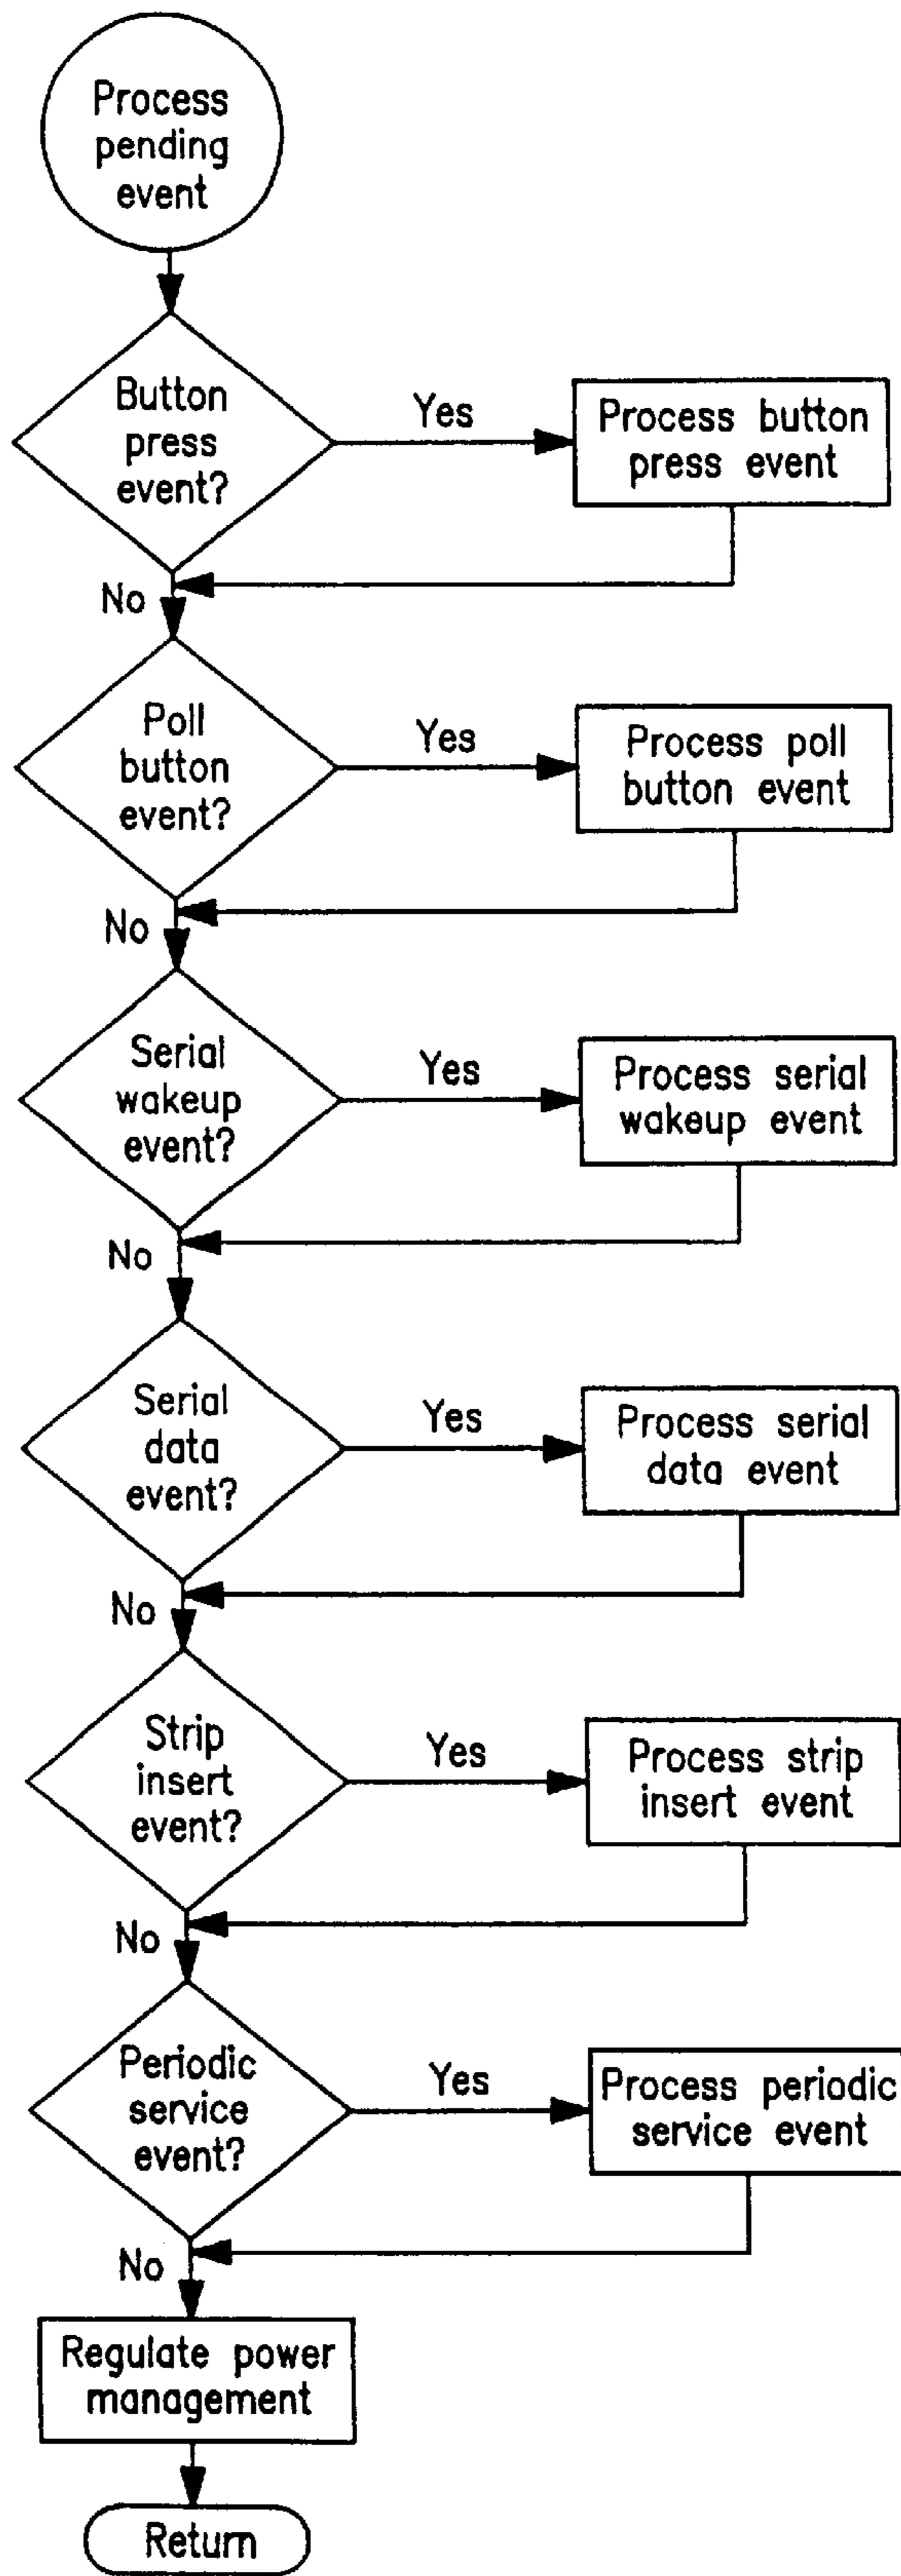 Process
pending
event
Button
press
event?
Yes
Process button
press event
No
Poll
button
event?
Yes
Process poll
button event
No
Serial
wakeup
event?
Yes
Process serial
wakeup event
No
Serial
data
event?
Yes
Process serial
data event
No
Strip
insert
event?
Yes
Process strip
insert event
No
Periodic
service
event?
Yes
Process periodic
service event
No
Regulate power
management
Return